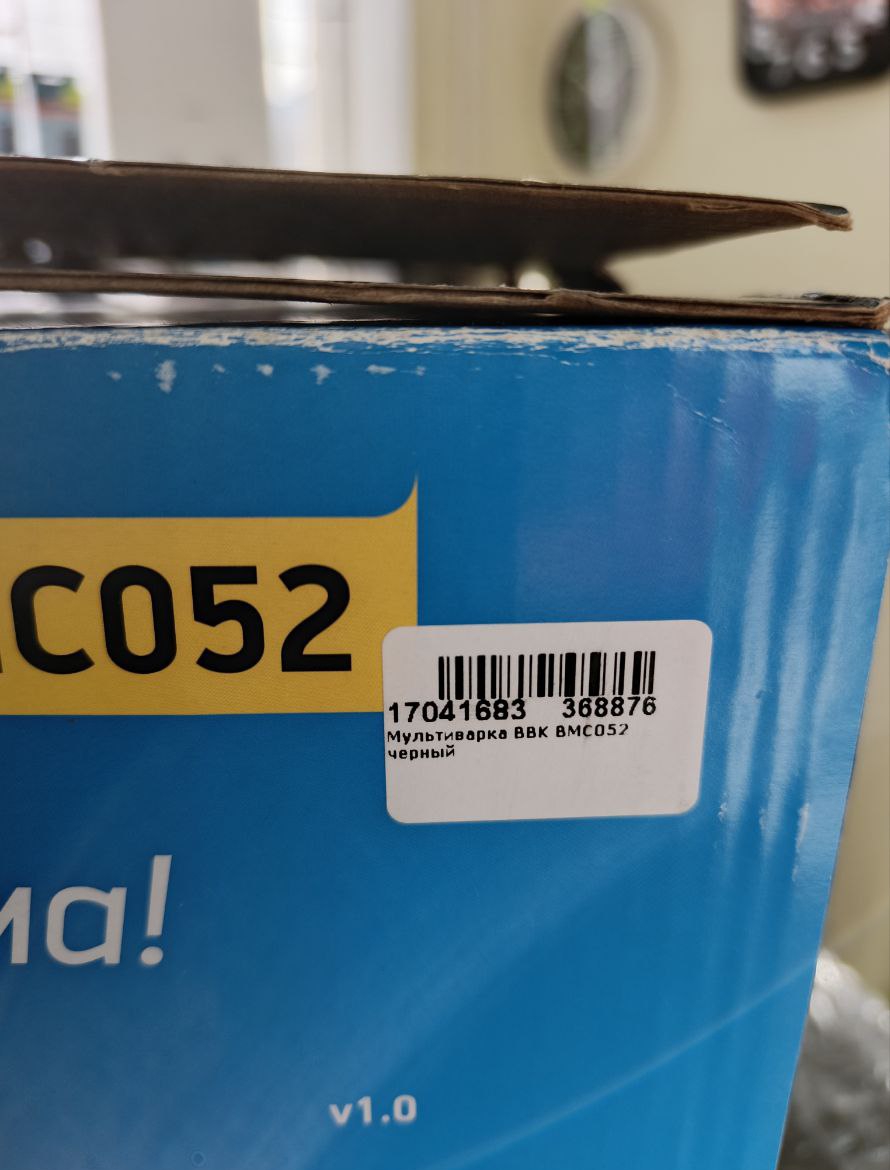 MC052
17041683 368876
Мультиварка BBK BMC052
черный
ма!
v1.0